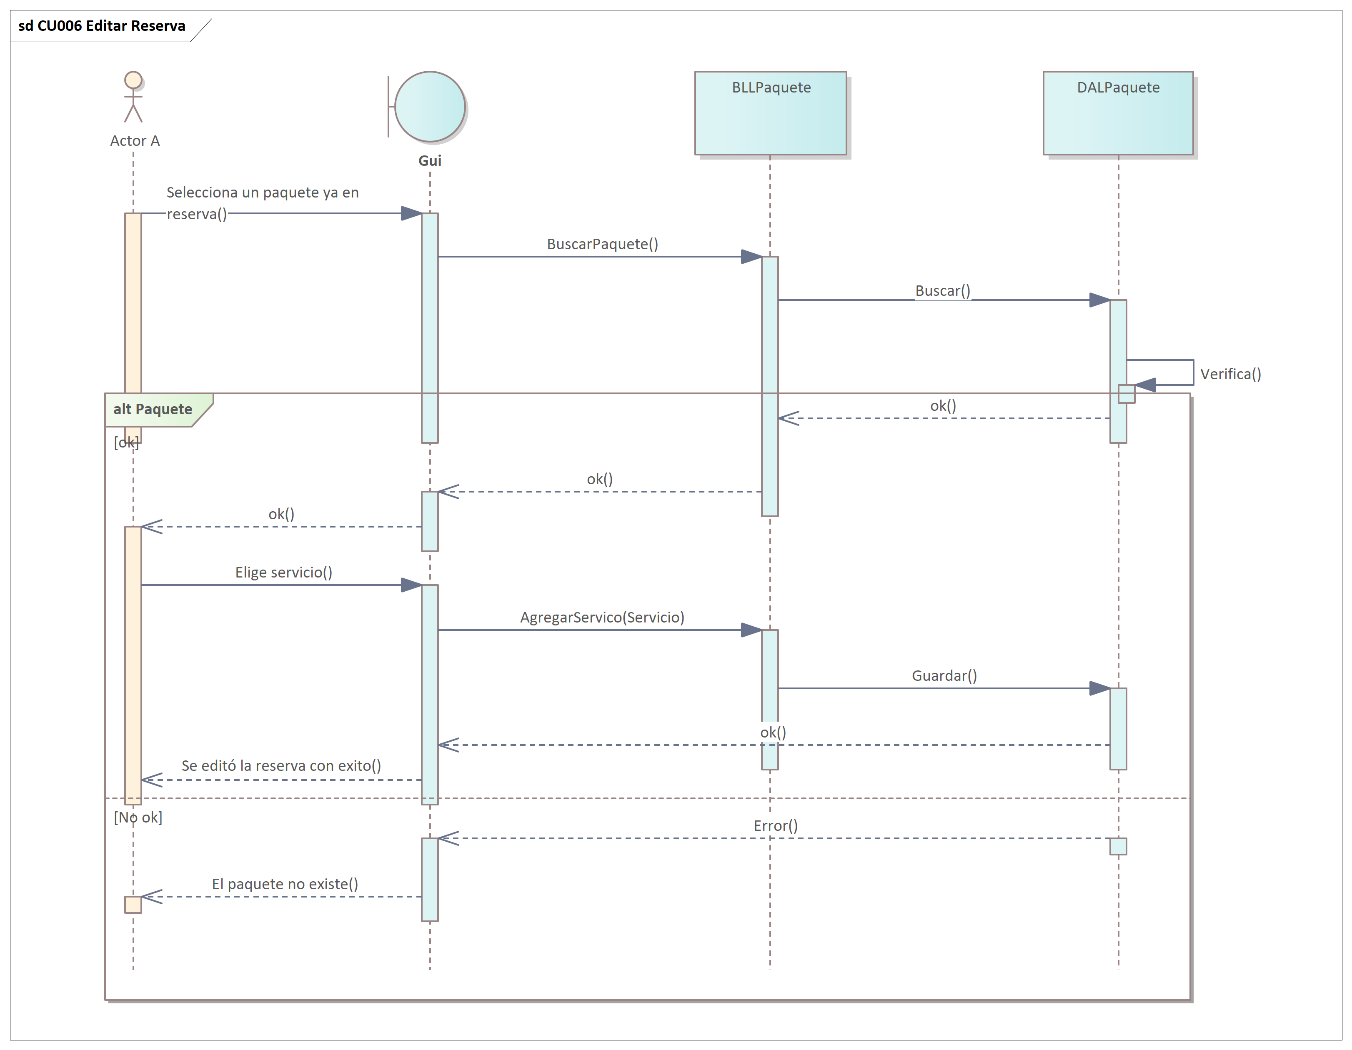 sd CU006 Editar Reserva
Actor A
Gui
BLLPaquete
DALPaquete
Selecciona un paquete ya en
reserva()
BuscarPaquete()
Buscar()
Verifica()
alt Paquete
ok()
[ok]
ok()
ok()
Elige servicio()
AgregarServico(Servicio)
Guardar()
ok()
Se editó la reserva con exito()
[No ok]
Error()
El paquete no existe()